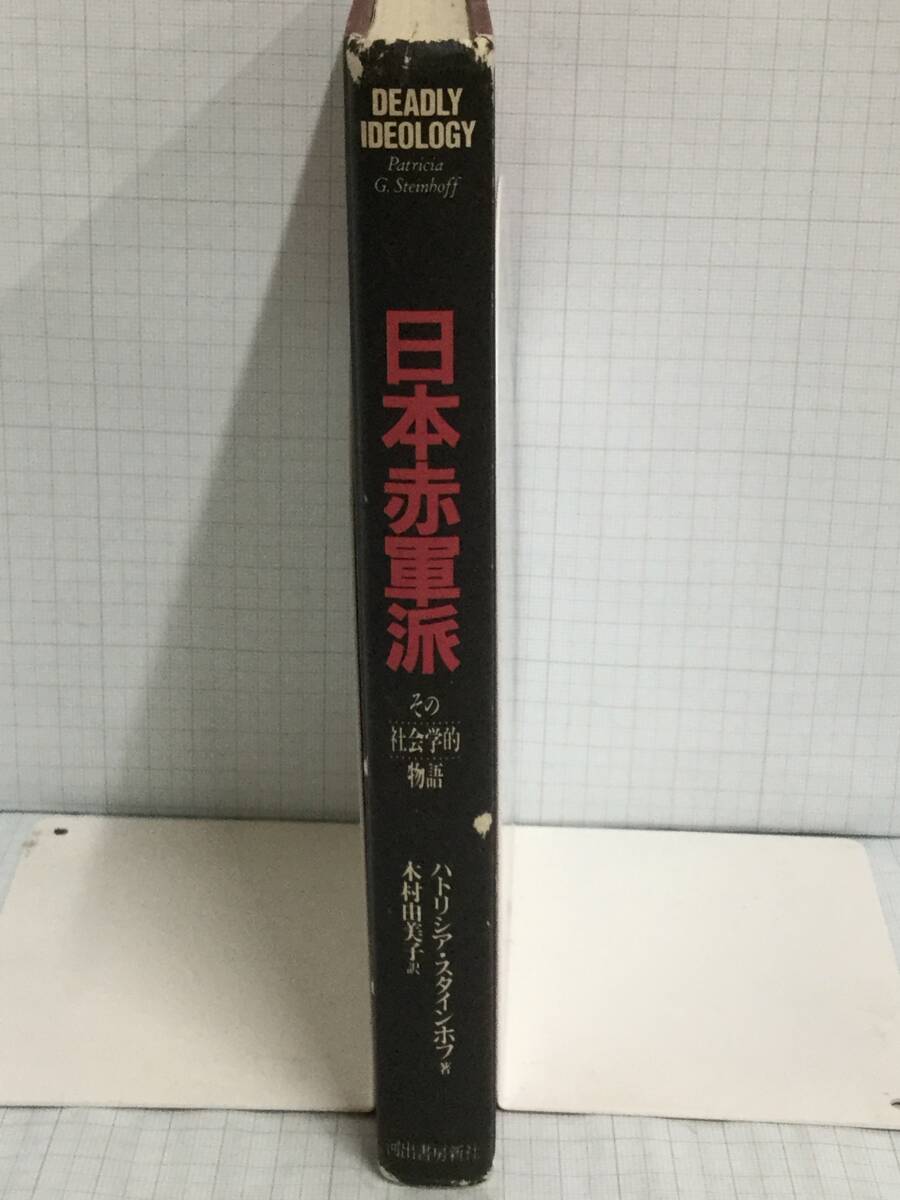 DEADLY
IDEOLOGY
Patricia
G. Steinhoff
日本赤軍派
その
社会学的
物語
パトリシア・スタインホフ著
木村由美子訳
河出書房新社